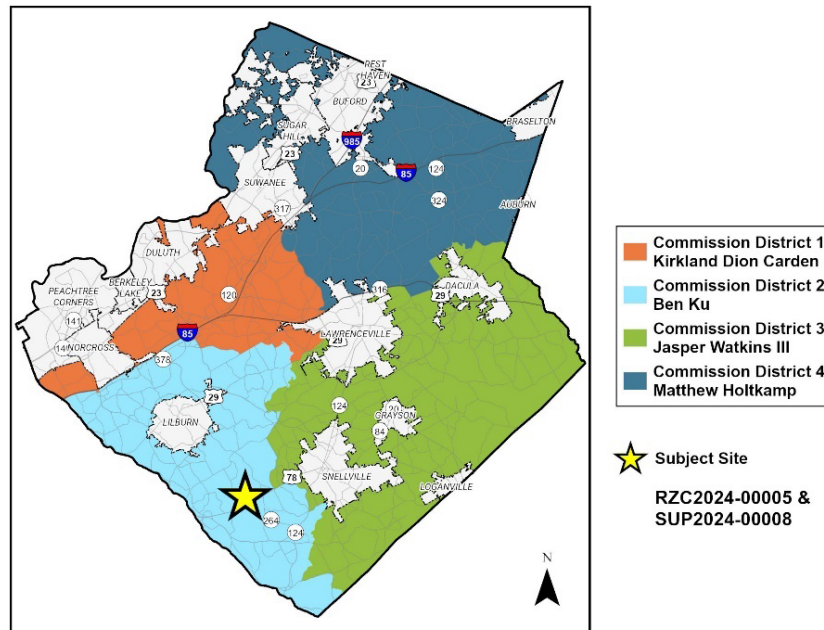 REST
HAVEN
23
BUFORD
BRASELTON
SUGAR
HILL
985
23
20
85
124
SUWANEE
324
AUBURN
317
DULUTH
PEACHTREE
CORNERS
BERKELEY
LAKE
23
120
316
29
DACULA
141
85
LAWRENCEVILLE
29
14
NORCROSS
378
29
LILBURN
124
20
GRAYSON
84
78
SNELLVILLE
LOGANVILLE
264
124
Commission District 1
Kirkland Dion Carden
Commission District 2
Ben Ku
Commission District 3
Jasper Watkins III
Commission District 4
Matthew Holtkamp
Subject Site
RZC2024-00005 &
SUP2024-00008
N